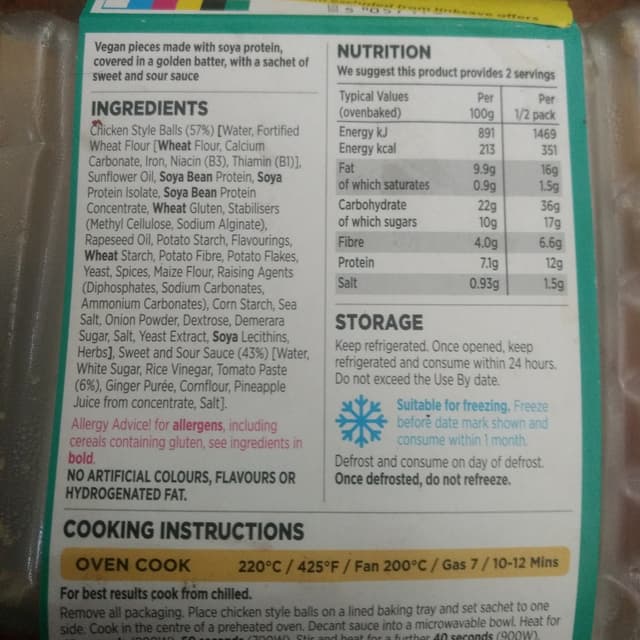 Vegan pieces made with soya protein,
covered in a golden batter, with a sachet of
sweet and sour sauce
INGREDIENTS
Chicken Style Balls (57%) [Water, Fortified
Wheat Flour [Wheat Flour, Calcium
Carbonate, Iron, Niacin (B3), Thiamin (B1)],
Sunflower Oil, Soya Bean Protein, Soya
Protein Isolate, Soya Bean Protein
Concentrate, Wheat Gluten, Stabilisers
(Methyl Cellulose, Sodium Alginate),
Rapeseed Oil, Potato Starch, Flavourings,
Wheat Starch, Potato Fibre, Potato Flakes,
Yeast, Spices, Maize Flour, Raising Agents
(Diphosphates, Sodium Carbonates,
Ammonium Carbonates), Corn Starch, Sea
Salt, Onion Powder, Dextrose, Demerara
Sugar, Salt, Yeast Extract, Soya Lecithins,
Herbs], Sweet and Sour Sauce (43%) [Water,
White Sugar, Rice Vinegar, Tomato Paste
(6%), Ginger Purée, Cornflour, Pineapple
Juice from concentrate, Salt].
Allergy Advice! for allergens, including
cereals containing gluten, see ingredients in
bold.
NO ARTIFICIAL COLOURS, FLAVOURS OR
HYDROGENATED FAT.
NUTRITION
We suggest this product provides 2 servings
Typical Values (ovenbaked) Per 100g Per 1/2 pack
Energy kJ 891 1469
Energy kcal 213 351
Fat 9.9g 16g
of which saturates 0.9g 1.5g
Carbohydrate 22g 36g
of which sugars 10g 17g
Fibre 4.0g 6.6g
Protein 7.1g 12g
Salt 0.93g 1.5g
STORAGE
Keep refrigerated. Once opened, keep
refrigerated and consume within 24 hours.
Do not exceed the Use By date.
Suitable for freezing. Freeze
before date mark shown and
consume within 1 month.
Defrost and consume on day of defrost.
Once defrosted, do not refreeze.
COOKING INSTRUCTIONS
OVEN COOK 220°C / 425°F / Fan 200°C / Gas 7 / 10-12 Mins
For best results cook from chilled.
Remove all packaging. Place chicken style balls on a lined baking tray and set sachet to one
side. Cook in the centre of a preheated oven. Decant sauce into a microwavable bowl. Heat for
50 seconds (700W). Stir and heat for a further 40 seconds (900W),